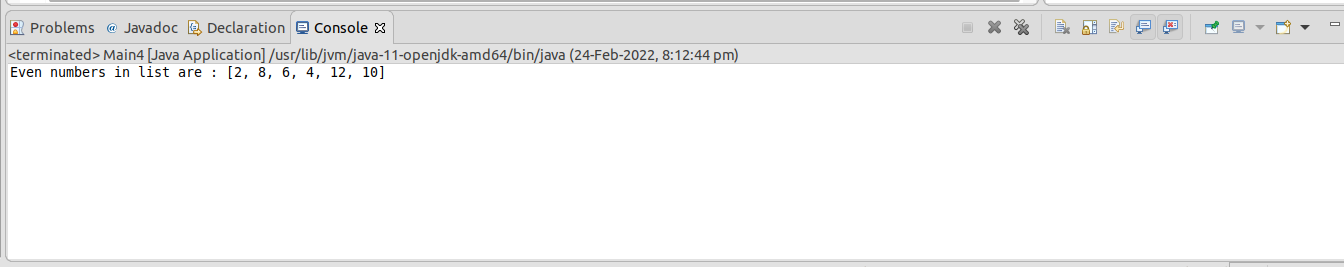 Problems @ Javadoc Declaration Console
<terminated> Main4 [Java Application] /usr/lib/jvm/java-11-openjdk-amd64/bin/java (24-Feb-2022, 8:12:44 pm)
Even numbers in list are : [2, 8, 6, 4, 12, 10]